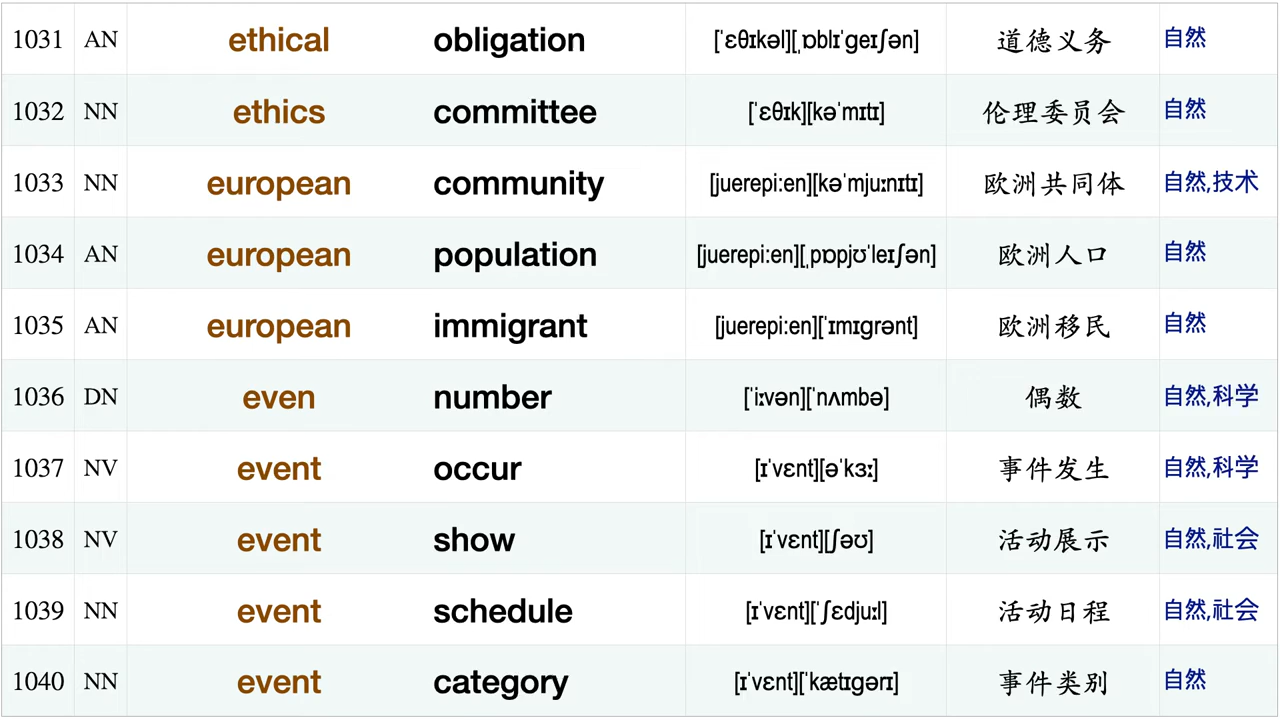 1031 AN ethical obligation [ˈɛθɪkəl][ˌɒblɪˈɡeɪʃən] 道德义务 自然
1032 NN ethics committee [ˈɛθɪk][kəˈmɪtɪ] 伦理委员会 自然
1033 NN european community [juerepi:en][kəˈmjuːnɪtɪ] 欧洲共同体 自然,技术
1034 AN european population [juerepi:en][ˌpɒpjʊˈleɪʃən] 欧洲人口 自然
1035 AN european immigrant [juerepi:en][ˈɪmɪɡrənt] 欧洲移民 自然
1036 DN even number [ˈiːvən][ˈnʌmbə] 偶数 自然,科学
1037 NV event occur [ɪˈvɛnt][əˈkɜː] 事件发生 自然,科学
1038 NV event show [ɪˈvɛnt][ʃəʊ] 活动展示 自然,社会
1039 NN event schedule [ɪˈvɛnt][ˈʃɛdjuːl] 活动日程 自然,社会
1040 NN event category [ɪˈvɛnt][ˈkætɪɡərɪ] 事件类别 自然